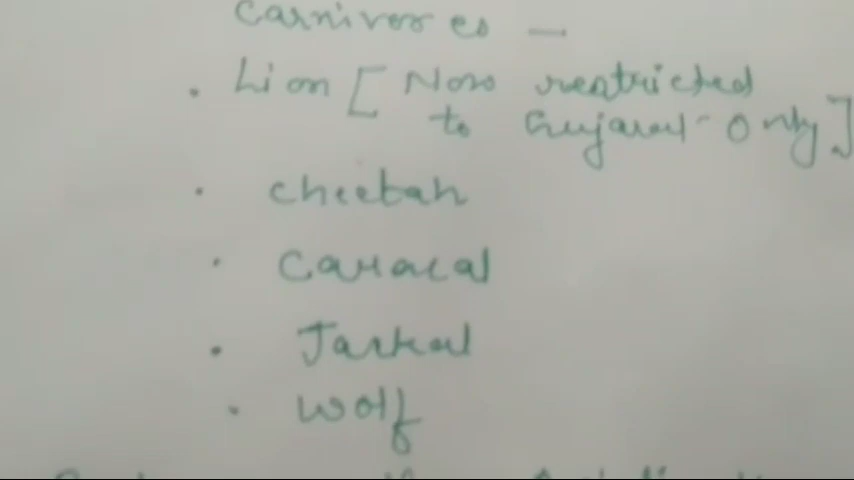 Carnivores —
. Lion [ Now restricted
to Gujarat Only ]
. Cheetah
. Caracal
. Jackal
. Wolf